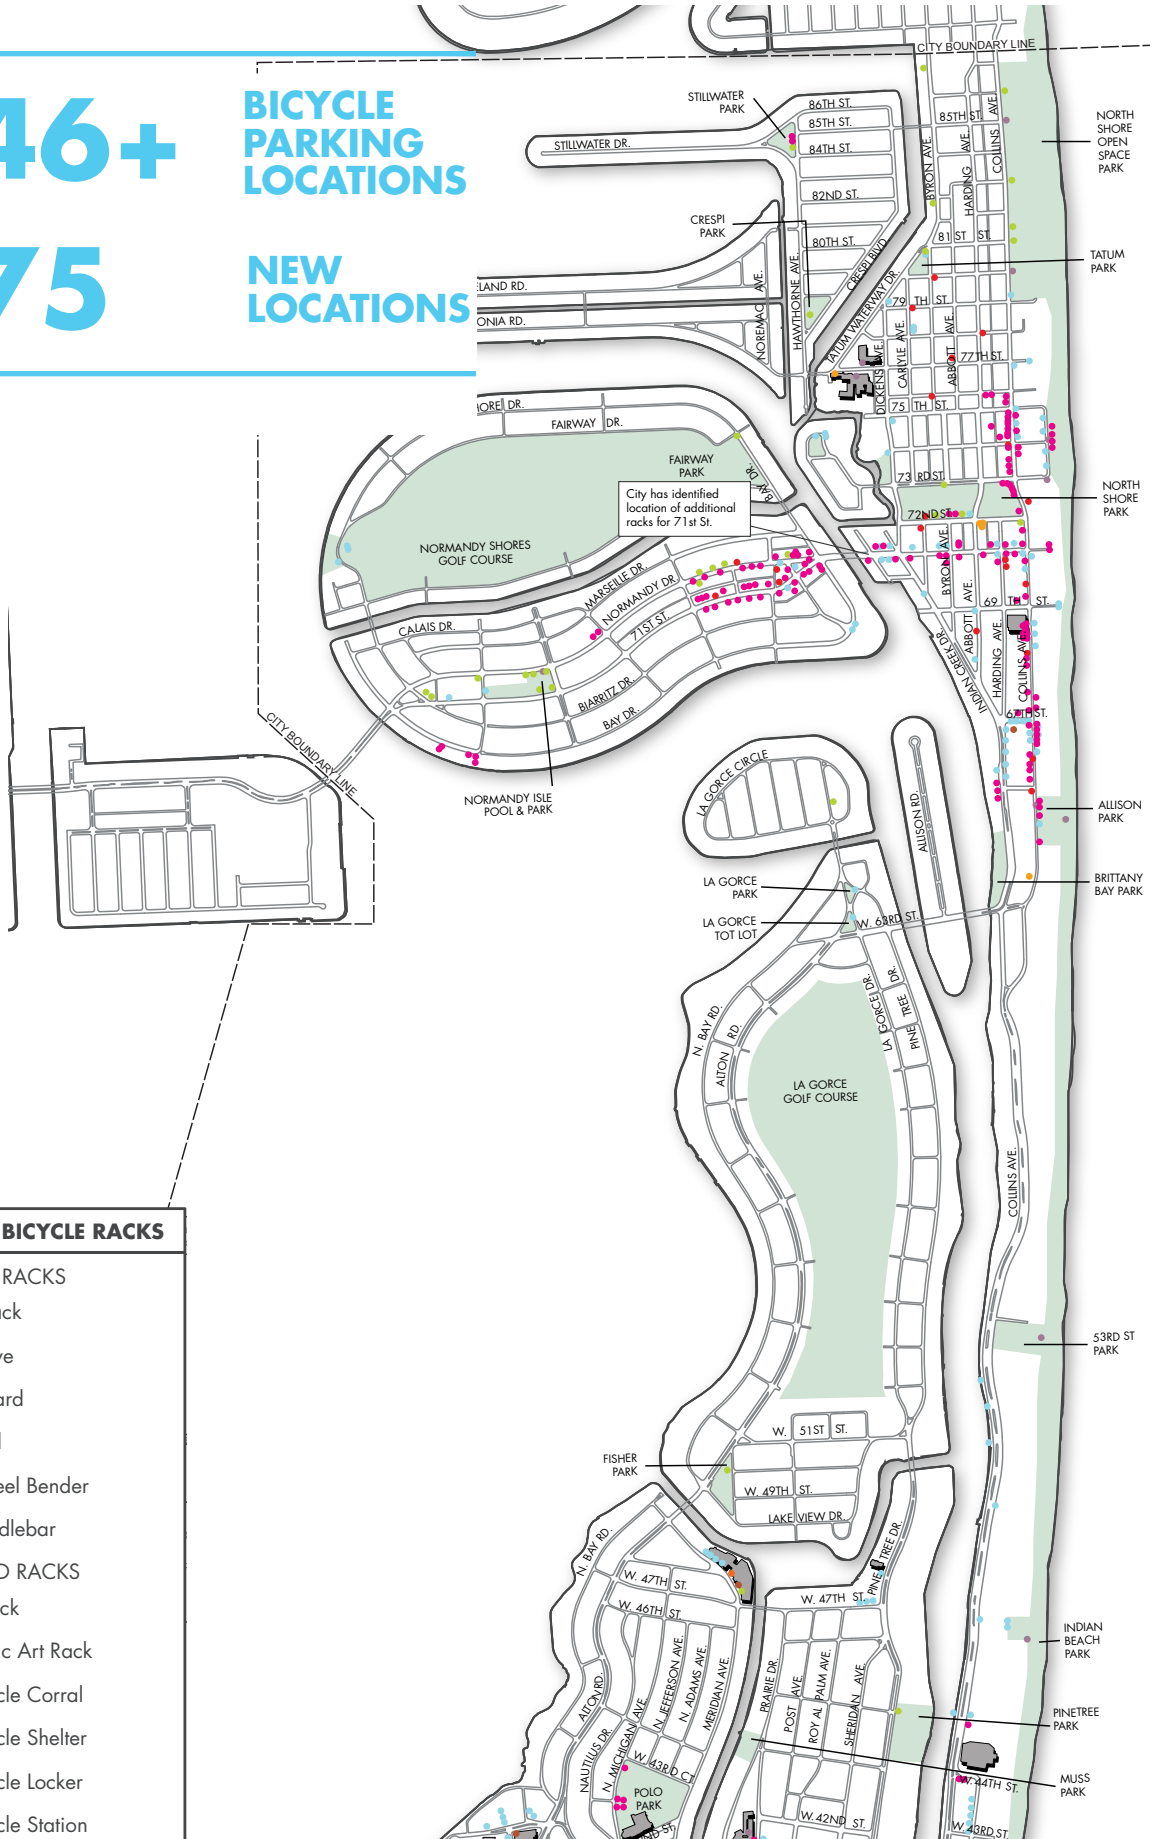 46+
BICYCLE
PARKING
LOCATIONS
75
NEW
LOCATIONS
CITY BOUNDARY LINE
STILLWATER
PARK
86TH ST.
85TH ST.
85TH ST.
84TH ST.
STILLWATER DR.
82ND ST.
BYRON AVE.
HARDING AVE.
COLLINS AVE.
NORTH
SHORE
OPEN
SPACE
PARK
CRESPI
PARK
80TH ST.
81 ST ST.
CRESPI BLVD.
HAWTHORNE AVE.
NOREMAC AVE.
TATUM WATERWAY DR.
TATUM
PARK
ELAND RD.
ONIA RD.
79 TH ST.
CARLYLE AVE.
ABBOTT AVE.
77TH ST.
DICKENS AVE.
75 TH ST.
HORE DR.
FAIRWAY DR.
FAIRWAY
PARK
BAY DR.
73 RD ST.
NORTH
SHORE
PARK
City has identified
location of additional
racks for 71st St.
72ND ST.
NORMANDY SHORES
GOLF COURSE
MARSEILLE DR.
NORMANDY DR.
71ST ST.
CALAIS DR.
BYRON AVE.
69 TH ST.
ABBOTT AVE.
HARDING AVE.
COLLINS AVE.
INDIAN CREEK DR.
67TH ST.
BIARRITZ DR.
BAY DR.
CITY BOUNDARY LINE
NORMANDY ISLE
POOL & PARK
LA GORCE CIRCLE
ALLISON RD.
ALLISON
PARK
LA GORCE
PARK
BRITTANY
BAY PARK
LA GORCE
TOT LOT
W. 63RD ST.
N. BAY RD.
ALTON RD.
LA GORCE DR.
PINE TREE DR.
LA GORCE
GOLF COURSE
COLLINS AVE.
BICYCLE RACKS
RACKS
ack
ve
ard
l
eel Bender
dlebar
D RACKS
ck
c Art Rack
cle Corral
cle Shelter
cle Locker
cle Station
53RD ST
PARK
W. 51ST ST.
FISHER
PARK
W. 49TH ST.
LAKE VIEW DR.
N. BAY RD.
PINE TREE DR.
W. 47TH ST.
W. 47TH ST.
W. 46TH ST.
INDIAN
BEACH
PARK
ALTON RD.
NAUTILUS DR.
N. MICHIGAN AVE.
N. JEFFERSON AVE.
N. ADAMS AVE.
MERIDIAN AVE.
PRAIRIE DR.
POST AVE.
ROYAL PALM AVE.
SHERIDAN AVE.
PINETREE
PARK
W. 43RD CT.
W. 44TH ST.
MUSS
PARK
POLO
PARK
W. 42ND ST.
W. 43RD ST.